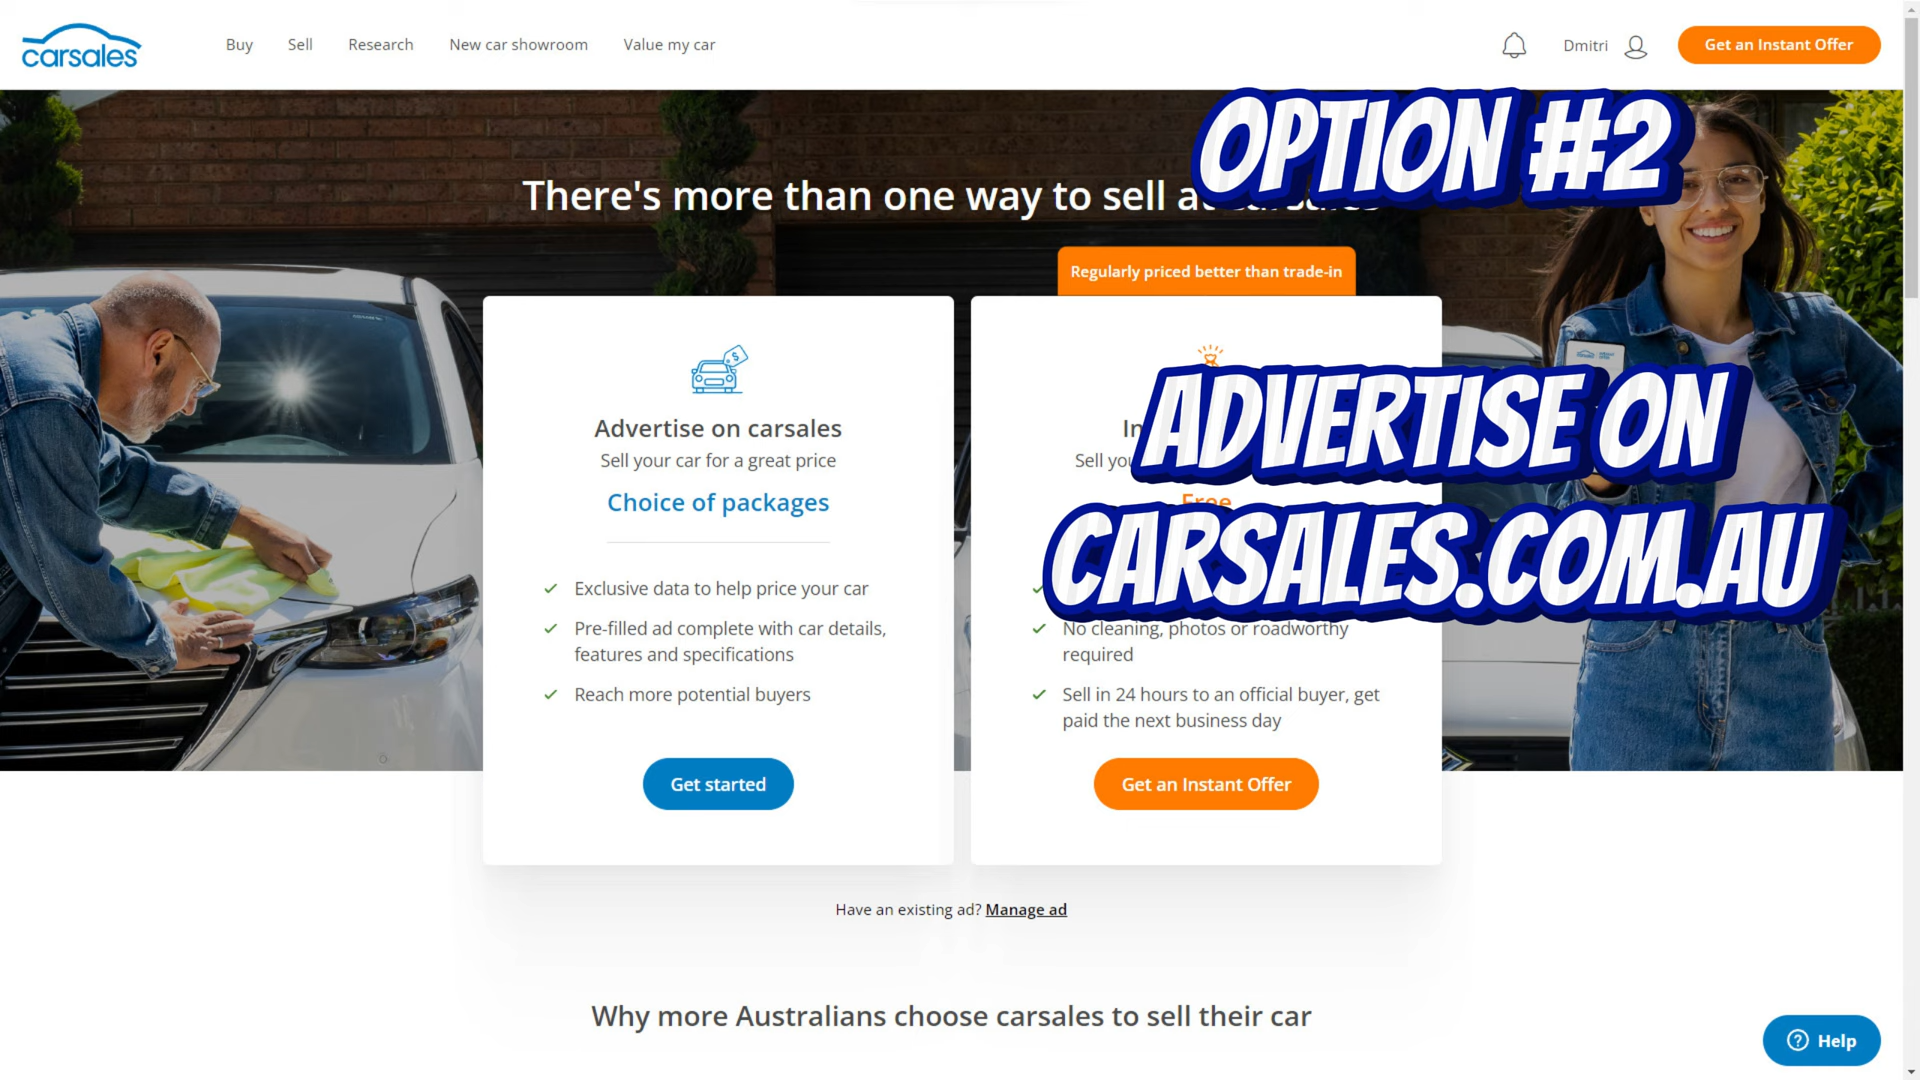 carsales
Buy
Sell
Research
New car showroom
Value my car
Dmitri
Get an Instant Offer
OPTION #2
There's more than one way to sell at carsales
Regularly priced better than trade-in
Advertise on carsales
Sell your car for a great price
Choice of packages
Exclusive data to help price your car
Pre-filled ad complete with car details,
features and specifications
Reach more potential buyers
Get started
ADVERTISE ON
CARSALES.COM.AU
Sell you
Free
No cleaning, photos or roadworthy
required
Sell in 24 hours to an official buyer, get
paid the next business day
Get an Instant Offer
Have an existing ad? Manage ad
Why more Australians choose carsales to sell their car
Help